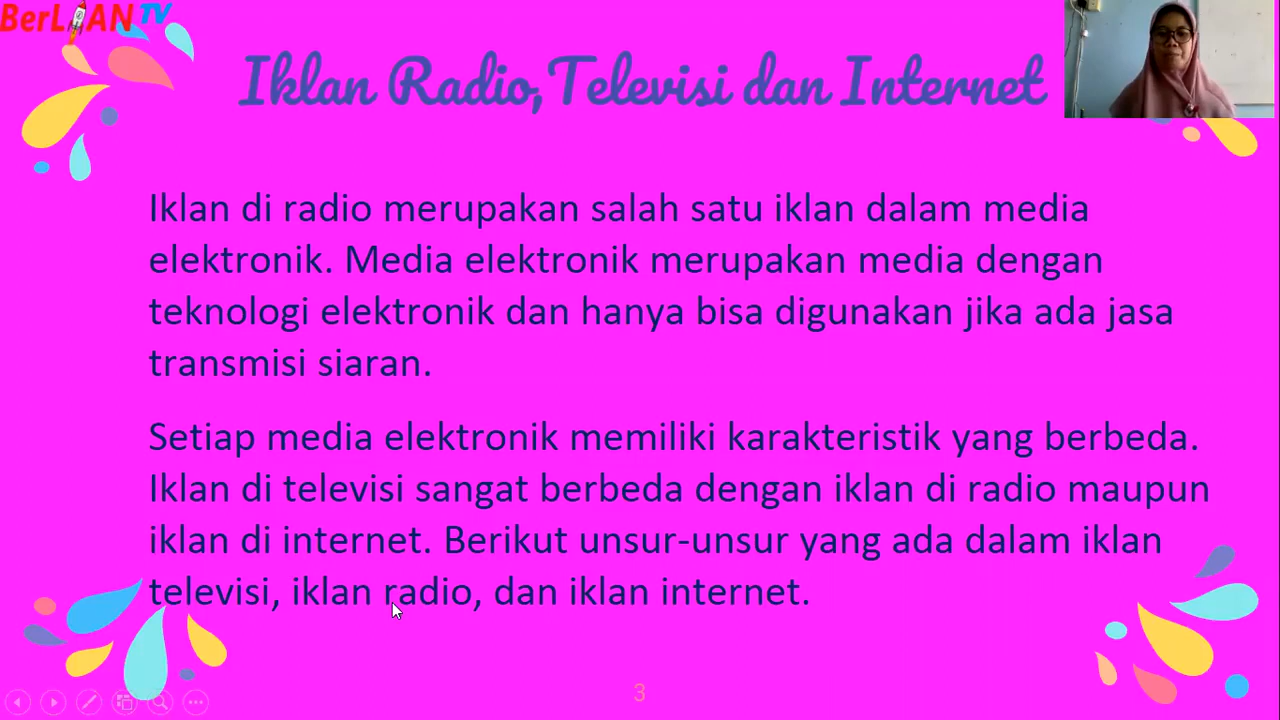 BerLIAN TV
Iklan Radio,Televisi dan Internet
Iklan di radio merupakan salah satu iklan dalam media
elektronik. Media elektronik merupakan media dengan
teknologi elektronik dan hanya bisa digunakan jika ada jasa
transmisi siaran.
Setiap media elektronik memiliki karakteristik yang berbeda.
Iklan di televisi sangat berbeda dengan iklan di radio maupun
iklan di internet. Berikut unsur-unsur yang ada dalam iklan
televisi, iklan radio, dan iklan internet.
3